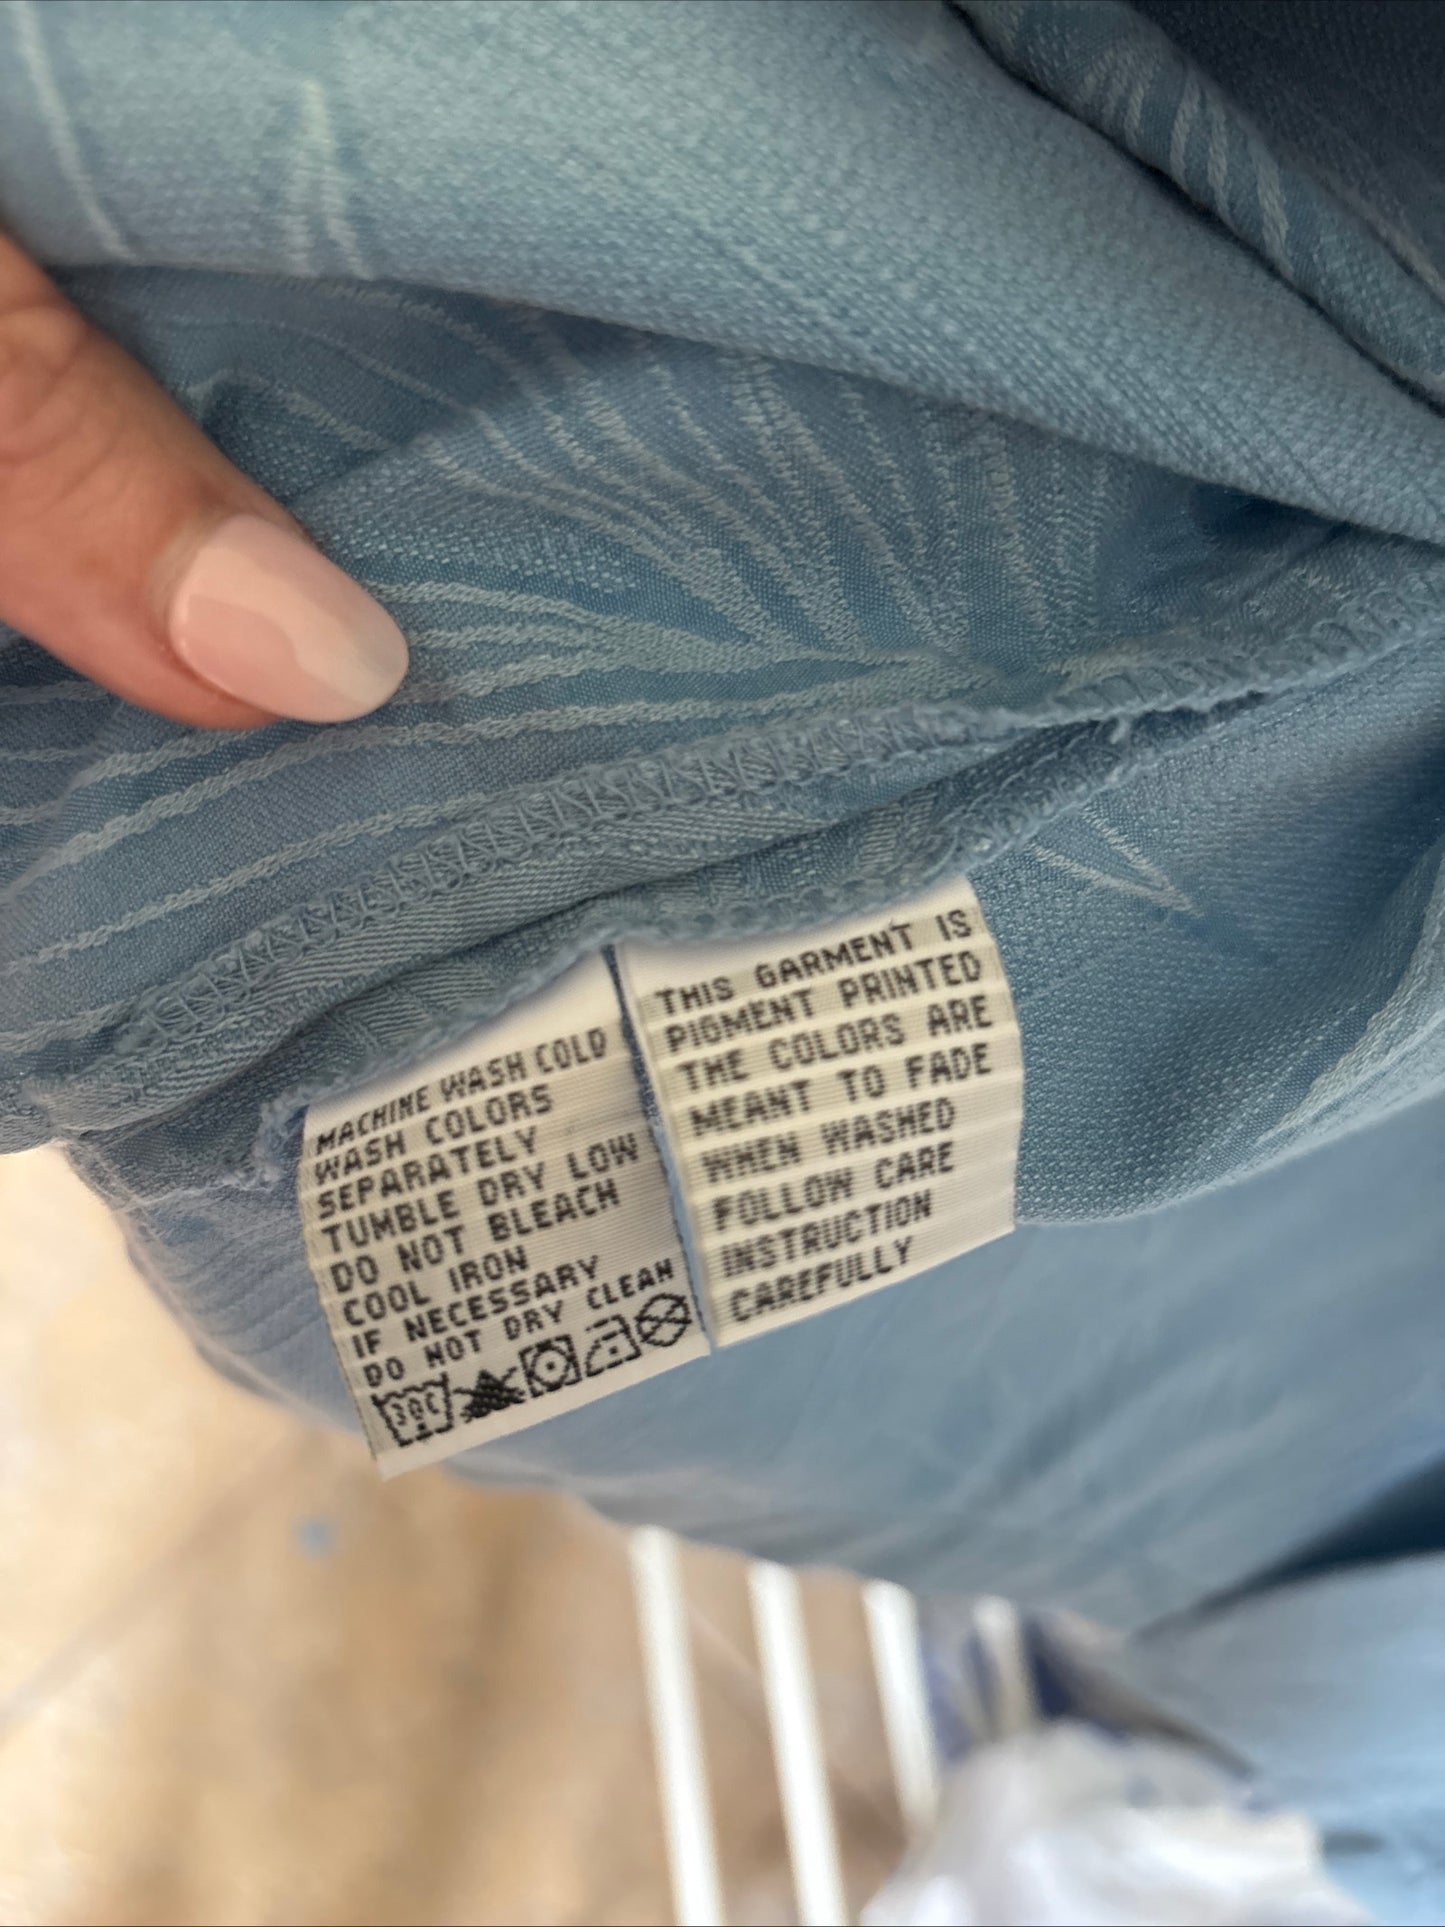 MACHINE WASH COLD
WASH COLORS
SEPARATELY
TUMBLE DRY LOW
DO NOT BLEACH
COOL IRON
IF NECESSARY
DO NOT DRY CLEAN
30C
THIS GARMENT IS
PIGMENT PRINTED
THE COLORS ARE
MEANT TO FADE
WHEN WASHED
FOLLOW CARE
INSTRUCTION
CAREFULLY